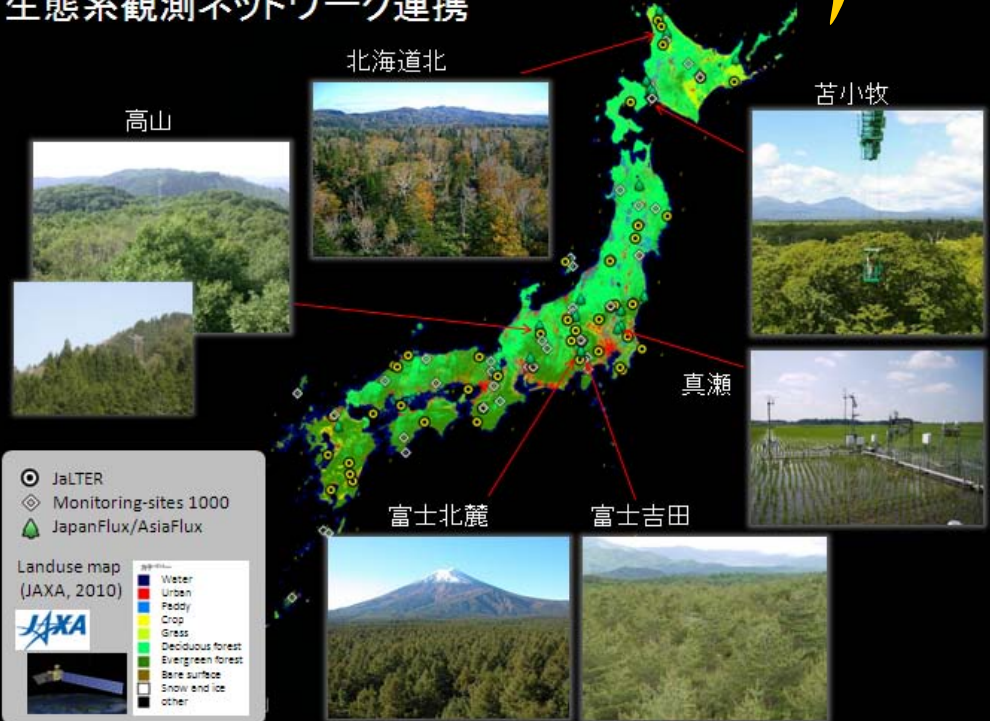 生態系観測ネットワーク連携
北海道北
高山
苫小牧
真瀬
富士北麓
富士吉田
JaLTER
Monitoring-sites 1000
JapanFlux/AsiaFlux
Landuse map
(JAXA, 2010)
JAXA
Water
Urban
Paddy
Crop
Grass
Deciduous forest
Evergreen forest
Bare surface
Snow and ice
other